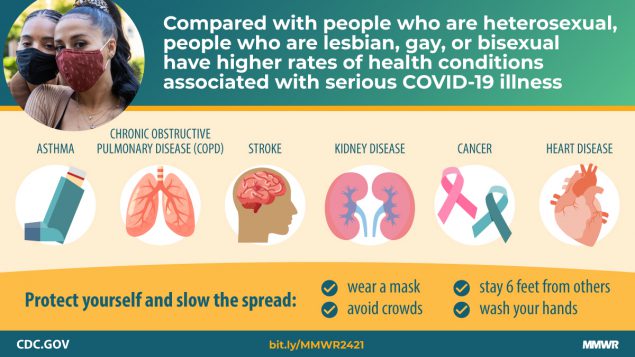 Compared with people who are heterosexual,
people who are lesbian, gay, or bisexual
have higher rates of health conditions
associated with serious COVID-19 illness
ASTHMA
CHRONIC OBSTRUCTIVE
PULMONARY DISEASE (COPD)
STROKE
KIDNEY DISEASE
CANCER
HEART DISEASE
Protect yourself and slow the spread:
wear a mask
avoid crowds
stay 6 feet from others
wash your hands
CDC.GOV
bit.ly/MMWR2421
MMWR